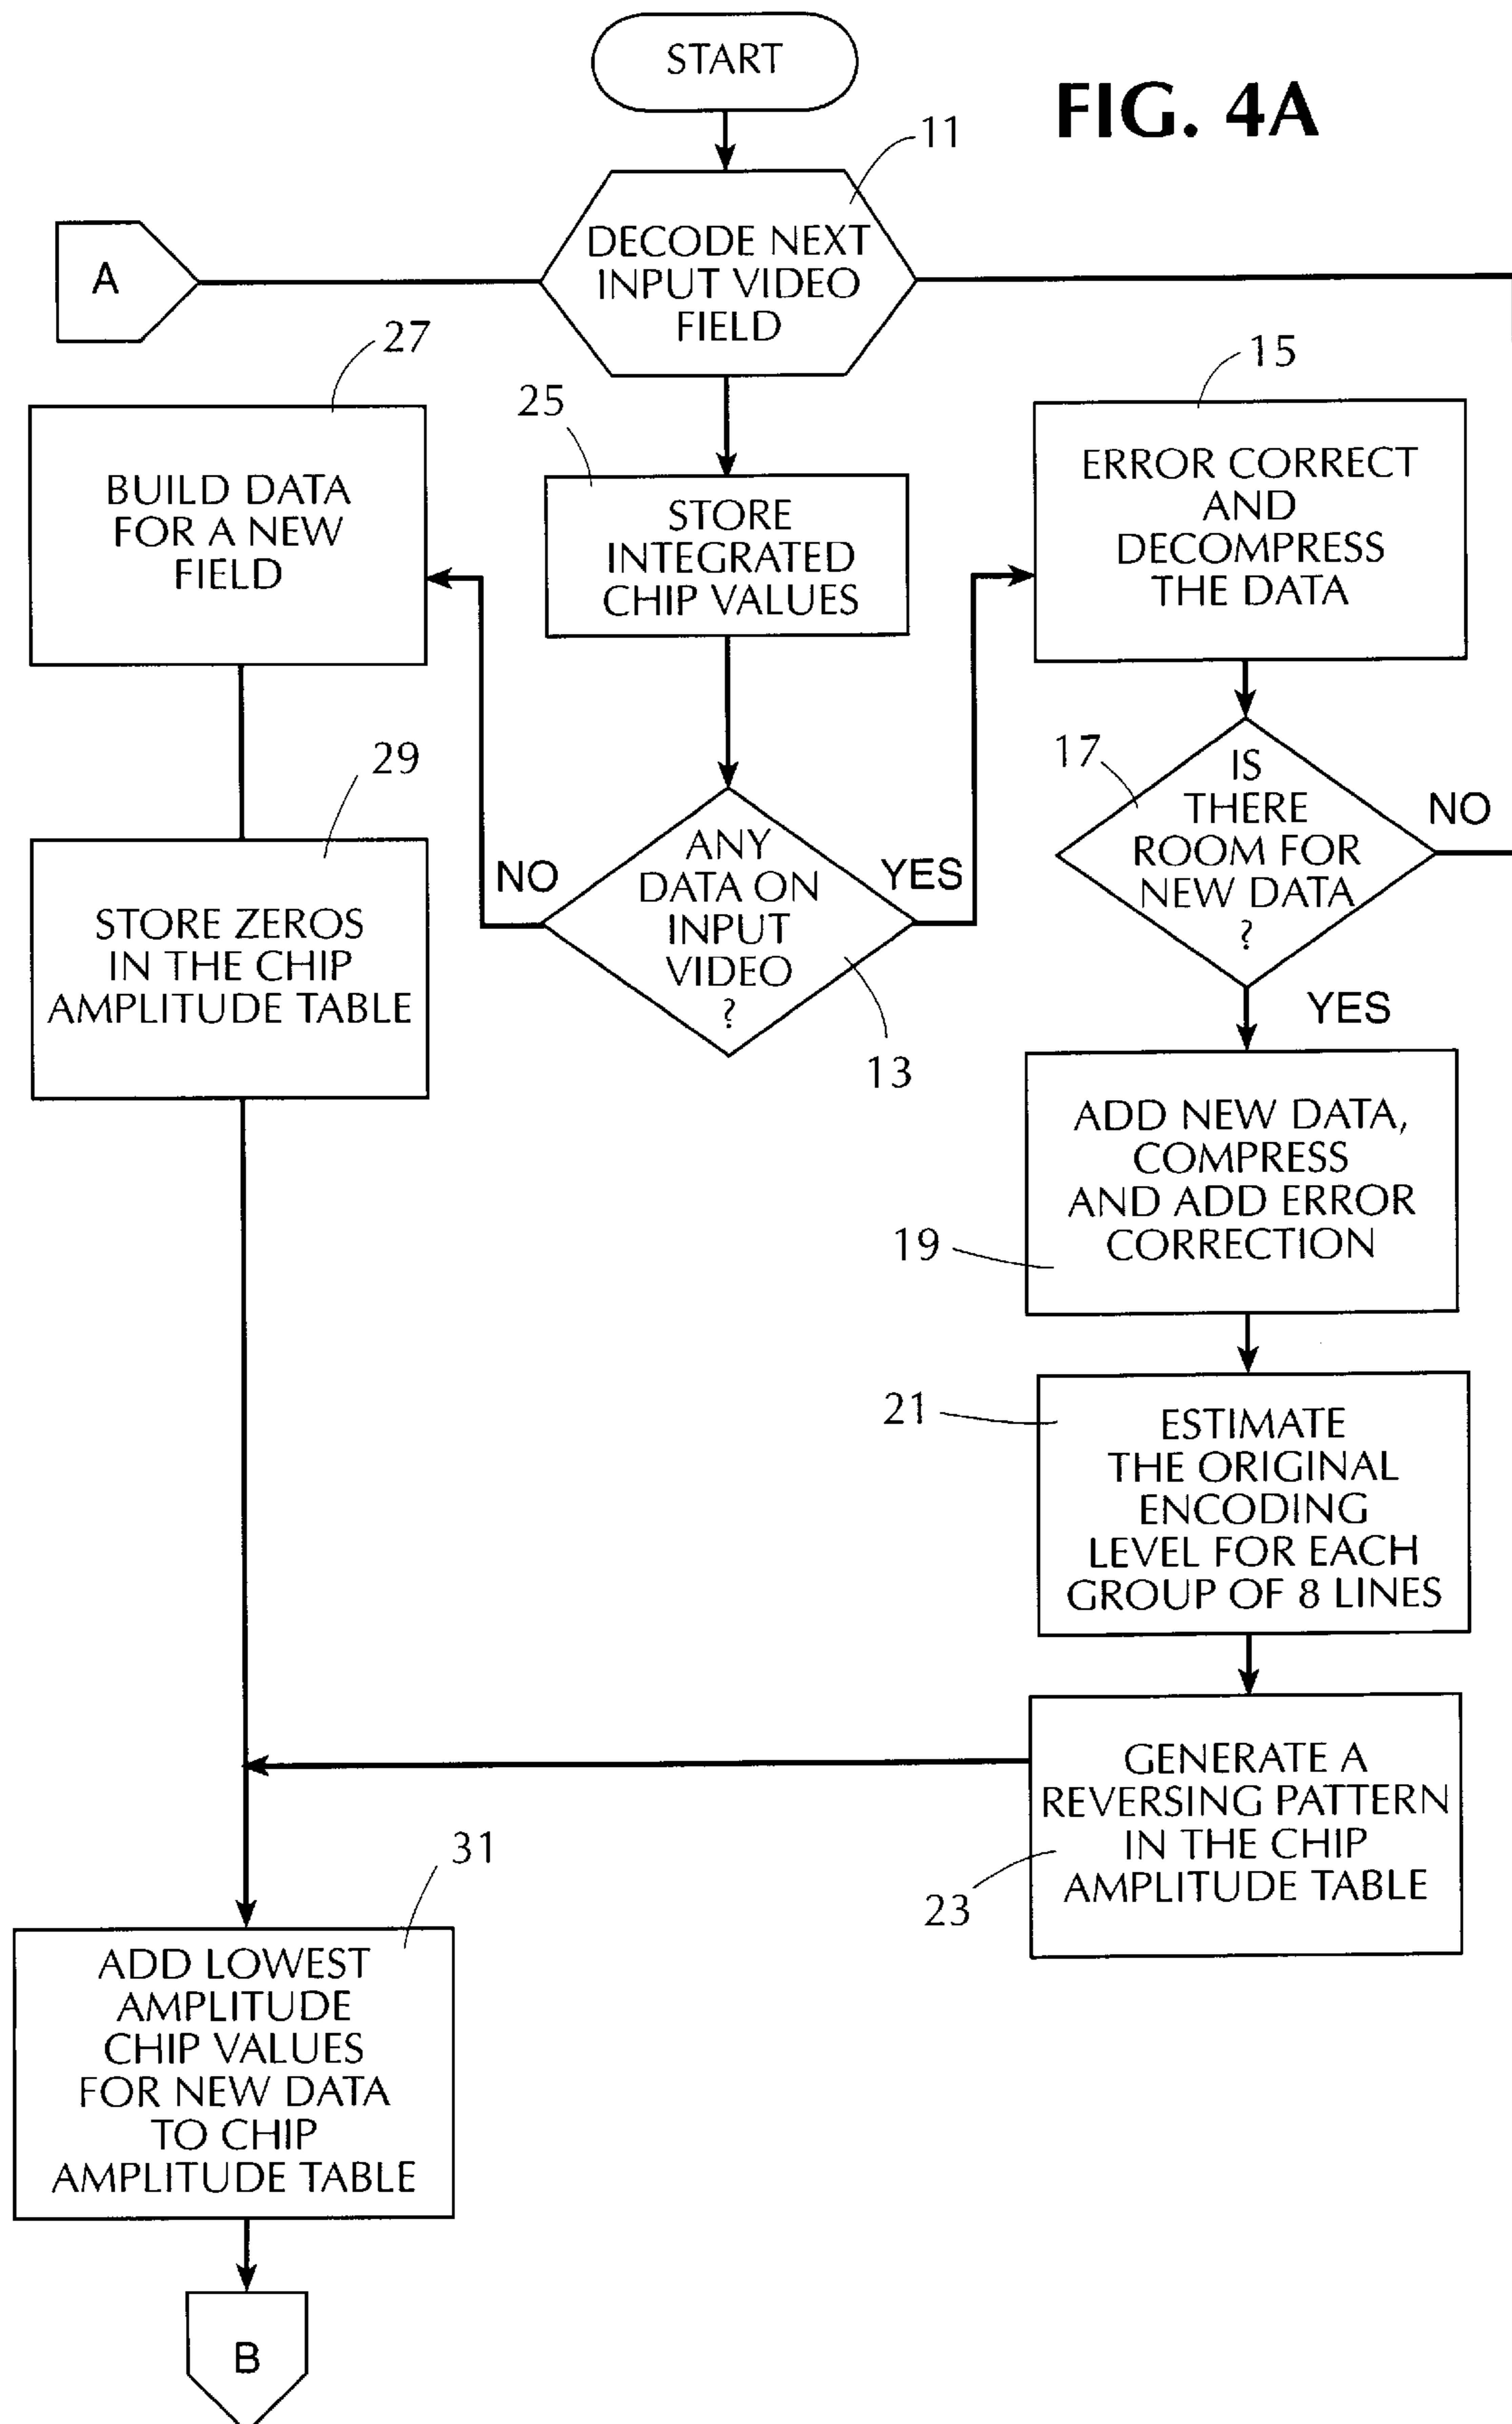 START
FIG. 4A
11
A
DECODE NEXT
INPUT VIDEO
FIELD
27
25
15
BUILD DATA
FOR A NEW
FIELD
STORE
INTEGRATED
CHIP VALUES
ERROR CORRECT
AND
DECOMPRESS
THE DATA
29
17
IS
THERE
ROOM FOR
NEW DATA
?
NO
NO
ANY
DATA ON
INPUT
VIDEO
?
YES
13
STORE ZEROS
IN THE CHIP
AMPLITUDE TABLE
YES
ADD NEW DATA,
COMPRESS
AND ADD ERROR
CORRECTION
19
21
ESTIMATE
THE ORIGINAL
ENCODING
LEVEL FOR EACH
GROUP OF 8 LINES
GENERATE A
REVERSING PATTERN
IN THE CHIP
AMPLITUDE TABLE
23
31
ADD LOWEST
AMPLITUDE
CHIP VALUES
FOR NEW DATA
TO CHIP
AMPLITUDE TABLE
B